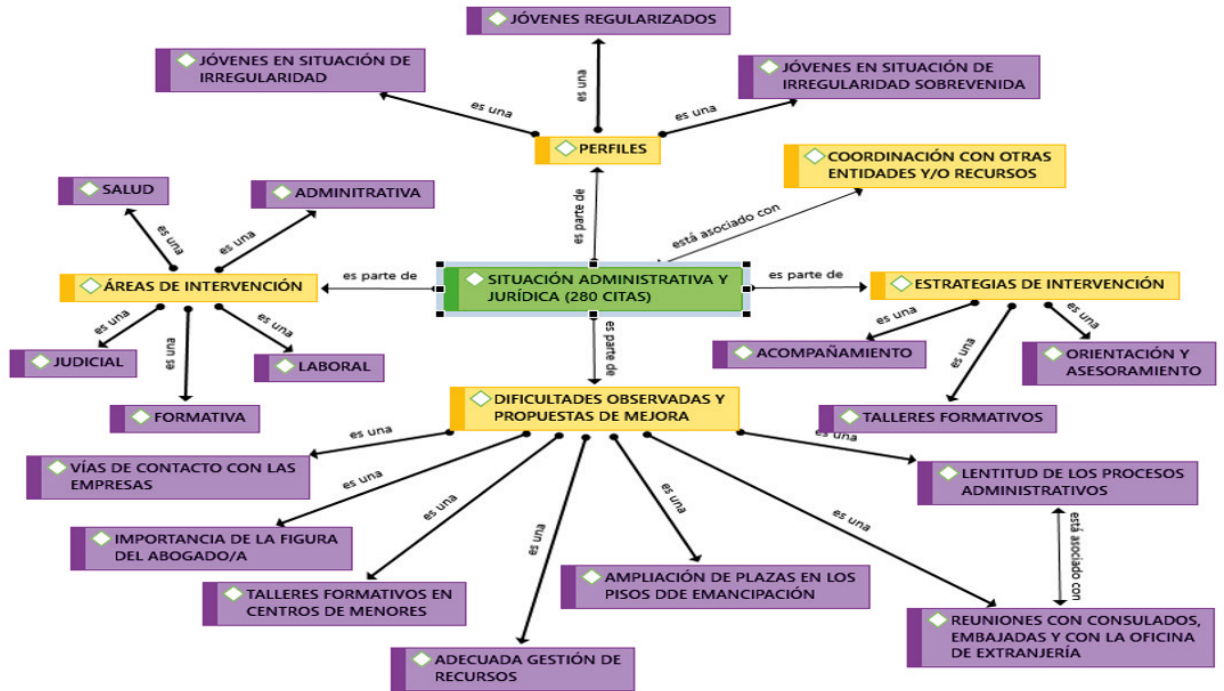 JÓVENES REGULARIZADOS
JÓVENES EN SITUACIÓN DE
IRREGULARIDAD
JÓVENES EN SITUACIÓN DE
IRREGULARIDAD SOBREVENIDA
es una
es una
es una
PERFILES
COORDINACIÓN CON OTRAS
ENTIDADES Y/O RECURSOS
SALUD
ADMINITRATIVA
es una
es una
es parte de
está asociado con
ÁREAS DE INTERVENCIÓN
es parte de
SITUACIÓN ADMINISTRATIVA Y
JURÍDICA (280 CITAS)
es parte de
ESTRATEGIAS DE INTERVENCIÓN
es una
es una
es una
es parte de
es una
es una
es una
JUDICIAL
LABORAL
FORMATIVA
ACOMPAÑAMIENTO
ORIENTACIÓN Y
ASESORAMIENTO
TALLERES FORMATIVOS
DIFICULTADES OBSERVADAS Y
PROPUESTAS DE MEJORA
es una
es una
es una
es una
es una
es una
es una
VÍAS DE CONTACTO CON LAS
EMPRESAS
LENTITUD DE LOS PROCESOS
ADMINISTRATIVOS
está asociado con
IMPORTANCIA DE LA FIGURA
DEL ABOGADO/A
TALLERES FORMATIVOS EN
CENTROS DE MENORES
AMPLIACIÓN DE PLAZAS EN LOS
PISOS DDE EMANCIPACIÓN
REUNIONES CON CONSULADOS,
EMBAJADAS Y CON LA OFICINA
DE EXTRANJERÍA
ADECUADA GESTIÓN DE
RECURSOS